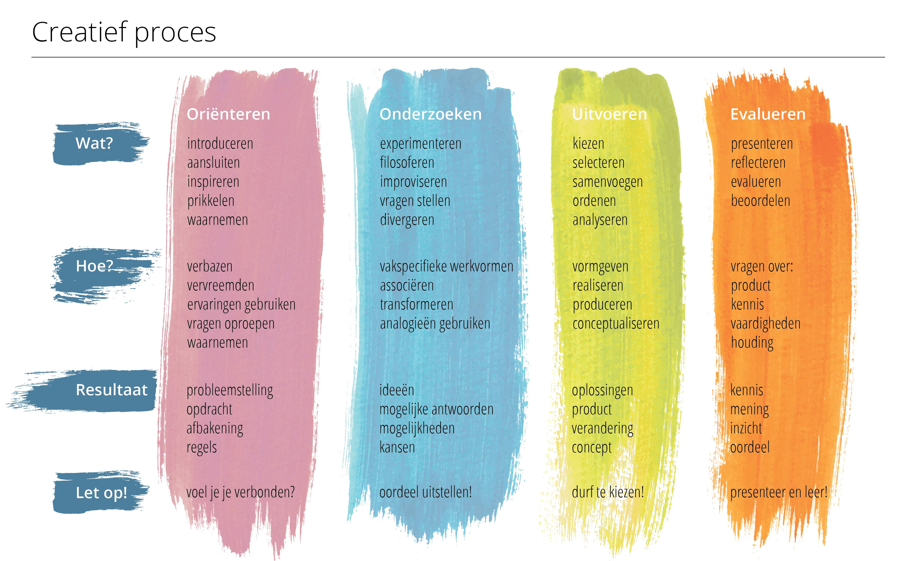 Creatief proces
Oriënteren
Onderzoeken
Uitvoeren
Evalueren
Wat?
introduceren
aansluiten
inspireren
prikkelen
waarnemen
experimenteren
filosoferen
improviseren
vragen stellen
divergeren
kiezen
selecteren
samenvoegen
ordenen
analyseren
presenteren
reflecteren
evalueren
beoordelen
Hoe?
verbazen
vervreemden
ervaringen gebruiken
vragen oproepen
waarnemen
vakspecifieke werkvormen
associëren
transformeren
analogieën gebruiken
vormgeven
realiseren
produceren
conceptualiseren
vragen over:
product
kennis
vaardigheden
houding
Resultaat
probleemstelling
opdracht
afbakening
regels
ideeën
mogelijke antwoorden
mogelijkheden
kansen
oplossingen
product
verandering
concept
kennis
mening
inzicht
oordeel
Let op!
voel je je verbonden?
oordeel uitstellen!
durf te kiezen!
presenteer en leer!